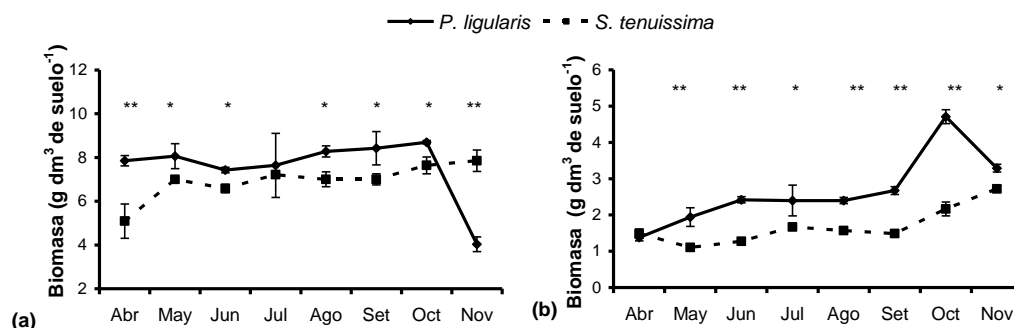 P. ligularis S. tenuissima
Biomasa (g dm³ de suelo⁻¹)
12
10
8
6
4
2
** * * * * * **
Abr May Jun Jul Ago Set Oct Nov
(a)
Biomasa (g dm³ de suelo⁻¹)
6
5
4
3
2
1
0
** ** * ** ** ** *
Abr May Jun Jul Ago Set Oct Nov
(b)